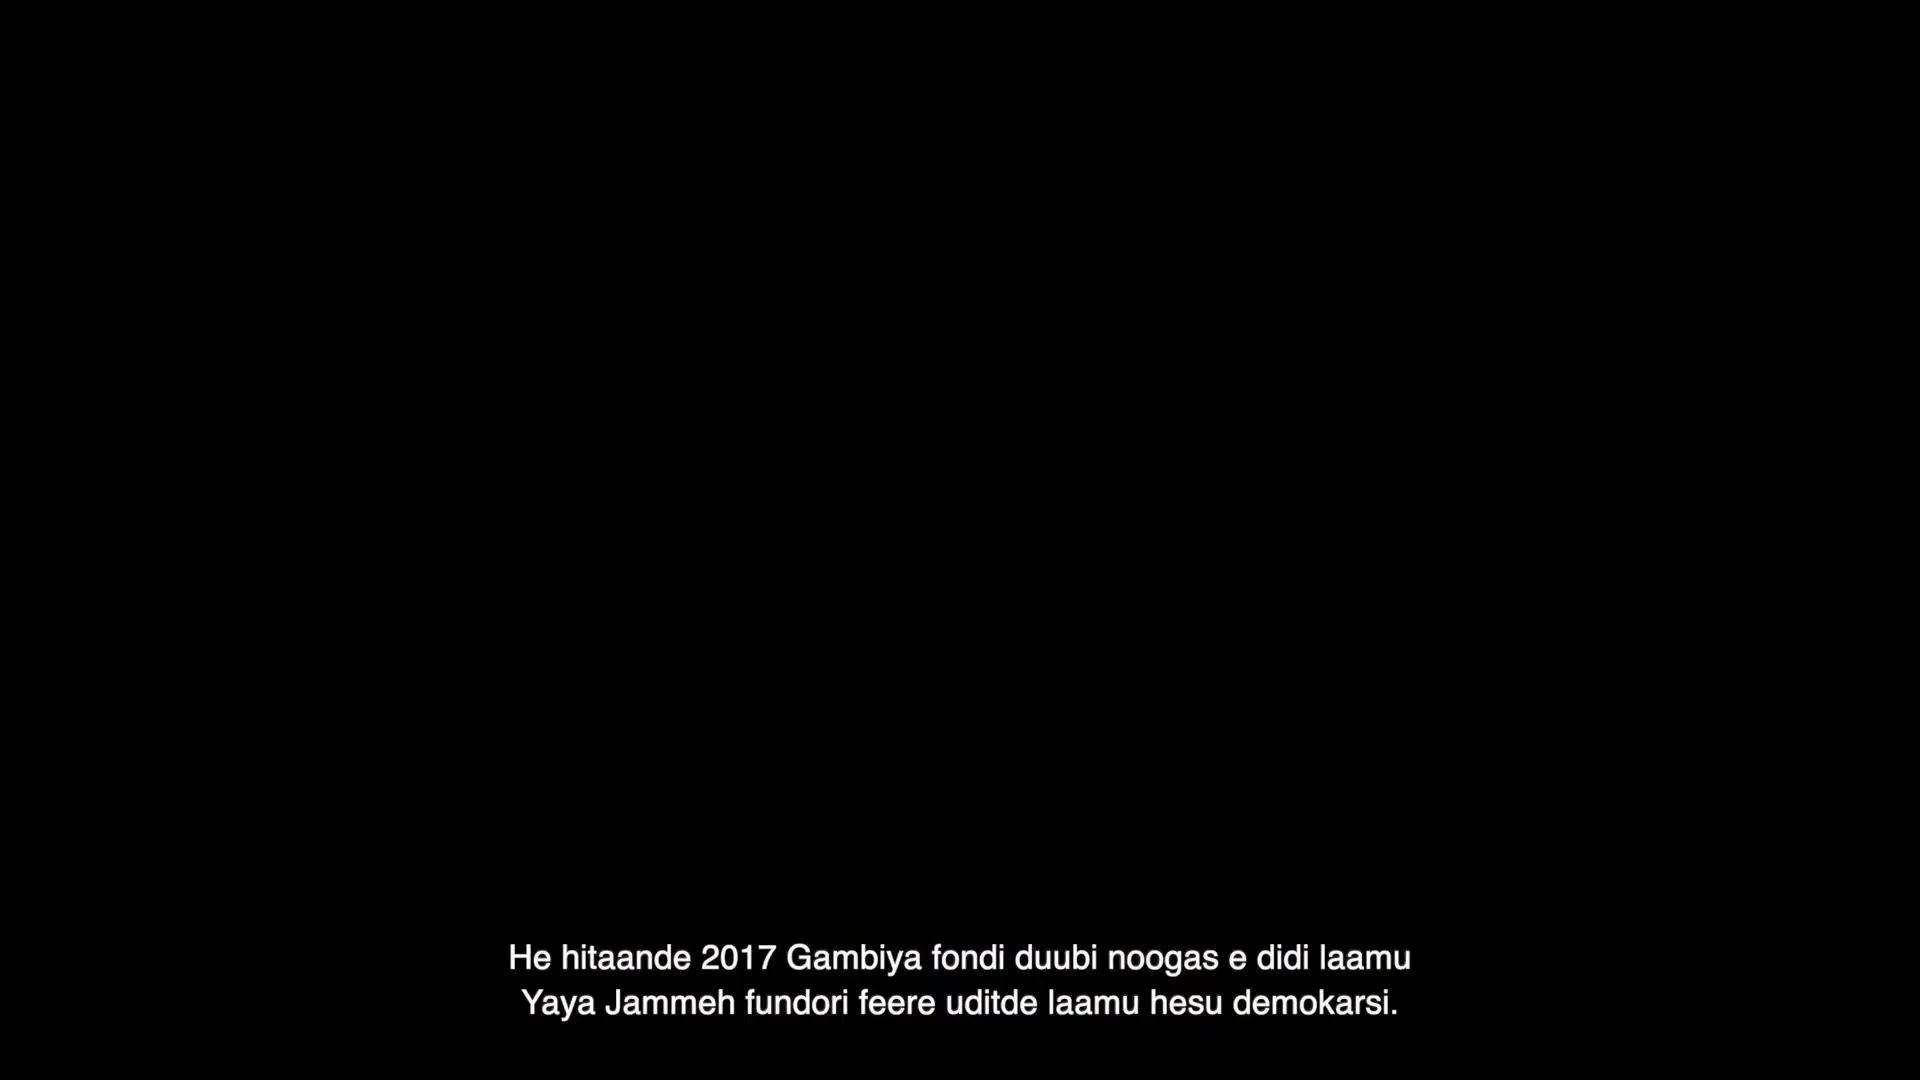 He hitaande 2017 Gambiya fondi duubi noogas e didi laamu
Yaya Jammeh fundori feere uditde laamu hesu demokarsi.